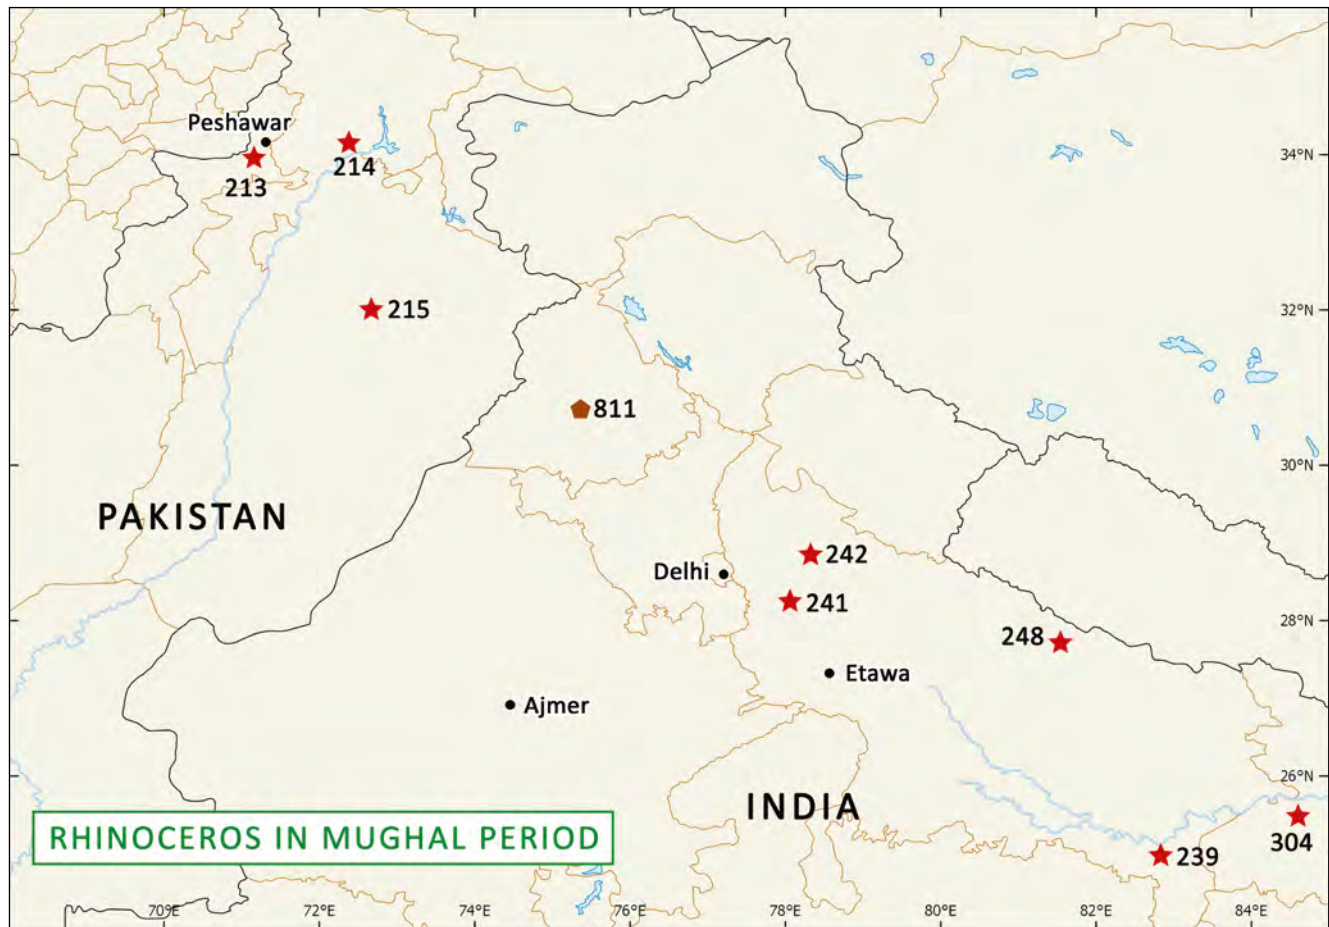 Peshawar
214
34°N
213
215
32°N
811
30°N
PAKISTAN
242
Delhi
241
28°N
248
Etawa
Ajmer
26°N
INDIA
RHINOCEROS IN MUGHAL PERIOD
304
239
70°E
72°E
74°E
76°E
78°E
80°E
82°E
84°E